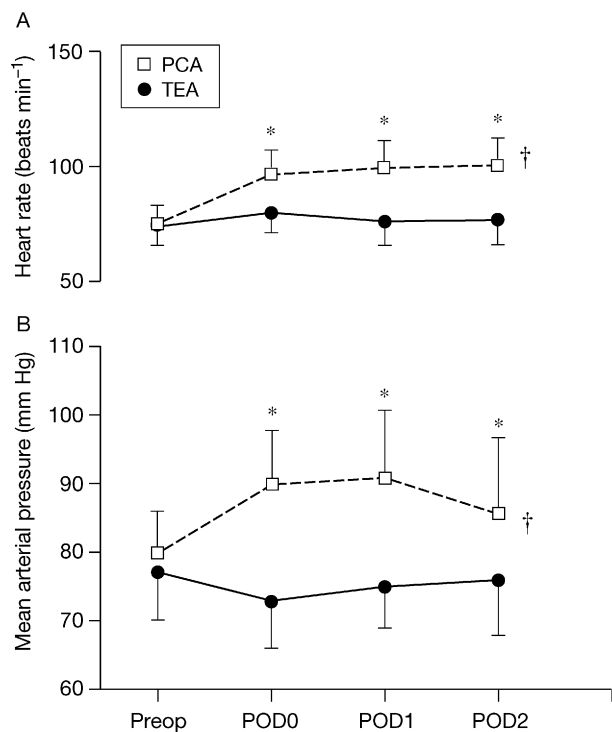 A
Heart rate (beats min⁻¹)
150
100
50
PCA
TEA
*
*
*
†
B
Mean arterial pressure (mm Hg)
110
100
90
80
70
60
*
*
*
†
Preop POD0 POD1 POD2